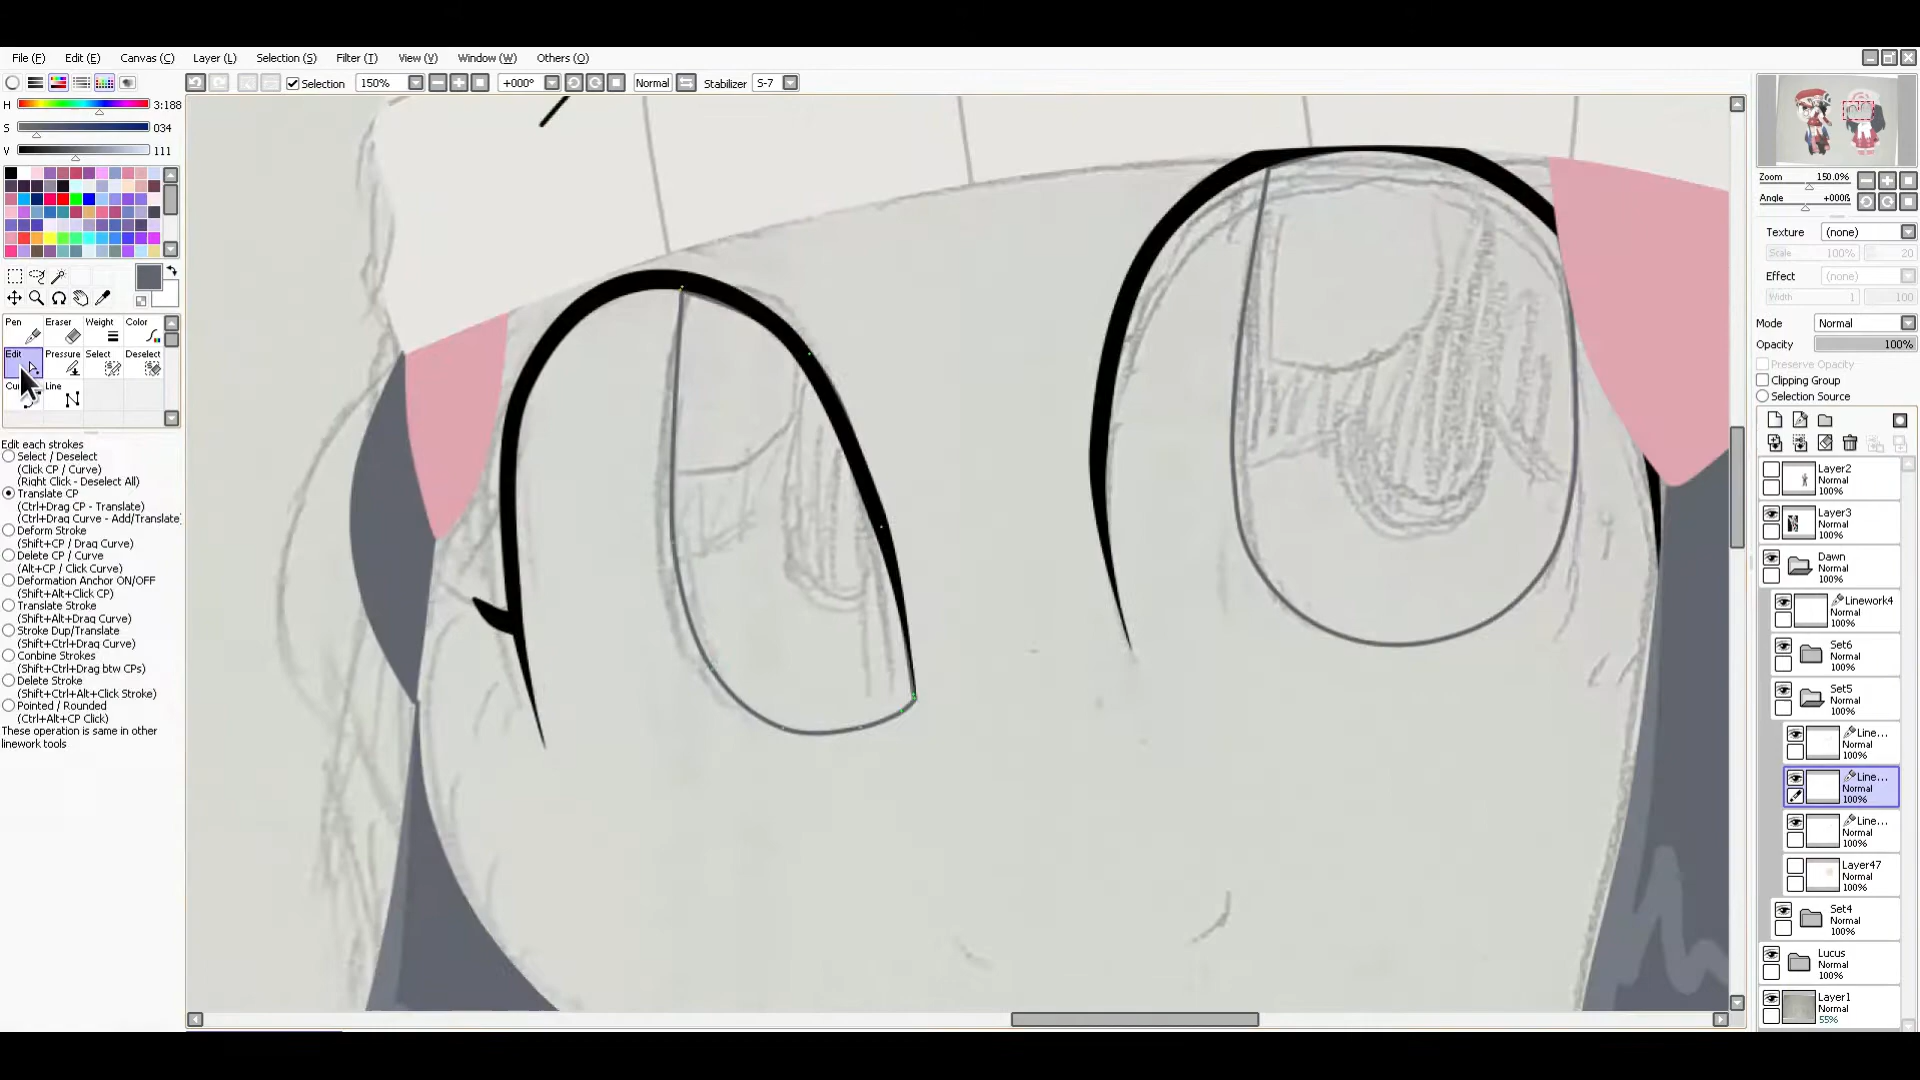 File (F) Edit (E) Canvas (C) Layer (L) Selection (S) Filter (T) View (V) Window (W) Others (O)
Selection 150% +000° Normal Stabilizer S-7
H 3:188
S 034
V 111
Pen Eraser Weight Color
Edit Pressure Select Deselect
Line
Edit each strokes
Select / Deselect
(Click CP / Curve)
(Right Click - Deselect All)
Translate CP
(Ctrl+Drag CP - Translate)
(Ctrl+Drag Curve - Add/Translate
Deform Stroke
(Shift+CP / Drag Curve)
Delete CP / Curve
(Alt+CP / Click Curve)
Deformation Anchor ON/OFF
(Shift+Alt+Click CP)
Translate Stroke
(Shift+Alt+Drag Curve)
Stroke Dup/Translate
(Shift+Ctrl+Drag Curve)
Conbine Strokes
(Shift+Ctrl+Drag btw CPs)
Delete Stroke
(Shift+Ctrl+Alt+Click Stroke)
Pointed / Rounded
(Ctrl+Alt+CP Click)
These operation is same in other
linework tools
Zoom 150.0%
Angle +000ß
Texture (none)
Scale 100% 20
Effect (none)
Width 1 100
Mode Normal
Opacity 100%
Preserve Opacity
Clipping Group
Selection Source
Layer2
Normal
100%
Layer3
Normal
100%
Dawn
Normal
100%
Linework4
Normal
100%
Set6
Normal
100%
Set5
Normal
100%
Line...
Normal
100%
Line...
Normal
100%
Line...
Normal
100%
Layer47
Normal
100%
Set4
Normal
100%
Lucus
Normal
100%
Layer1
Normal
55%